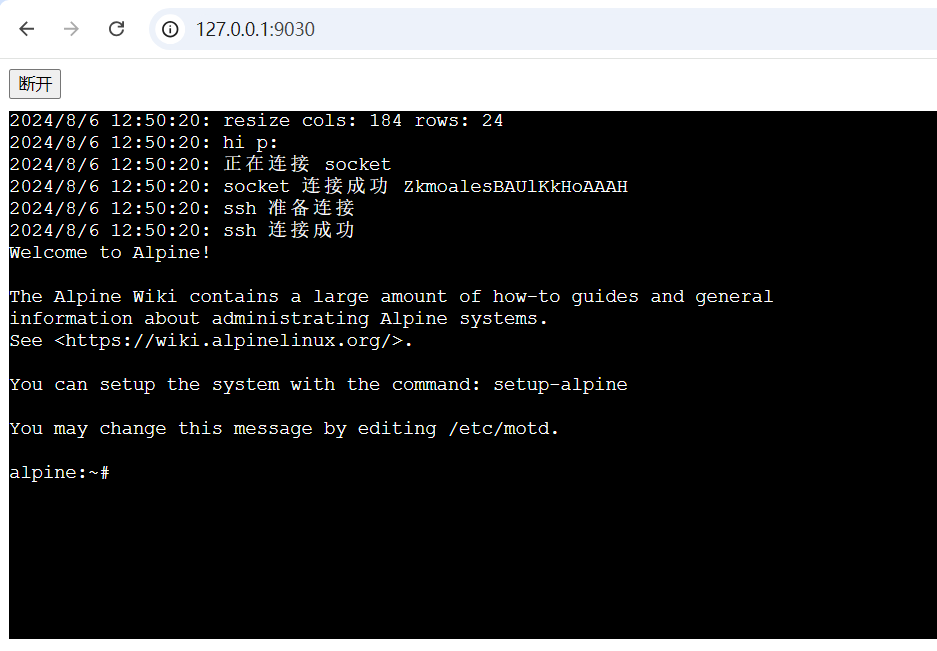 127.0.0.1:9030
断开
2024/8/6 12:50:20: resize cols: 184 rows: 24
2024/8/6 12:50:20: hi p:
2024/8/6 12:50:20: 正在连接 socket
2024/8/6 12:50:20: socket 连接成功 ZkmoalesBAUlKkHoAAAH
2024/8/6 12:50:20: ssh 准备连接
2024/8/6 12:50:20: ssh 连接成功
Welcome to Alpine!
The Alpine Wiki contains a large amount of how-to guides and general
information about administrating Alpine systems.
See <https://wiki.alpinelinux.org/>.
You can setup the system with the command: setup-alpine
You may change this message by editing /etc/motd.
alpine:~#